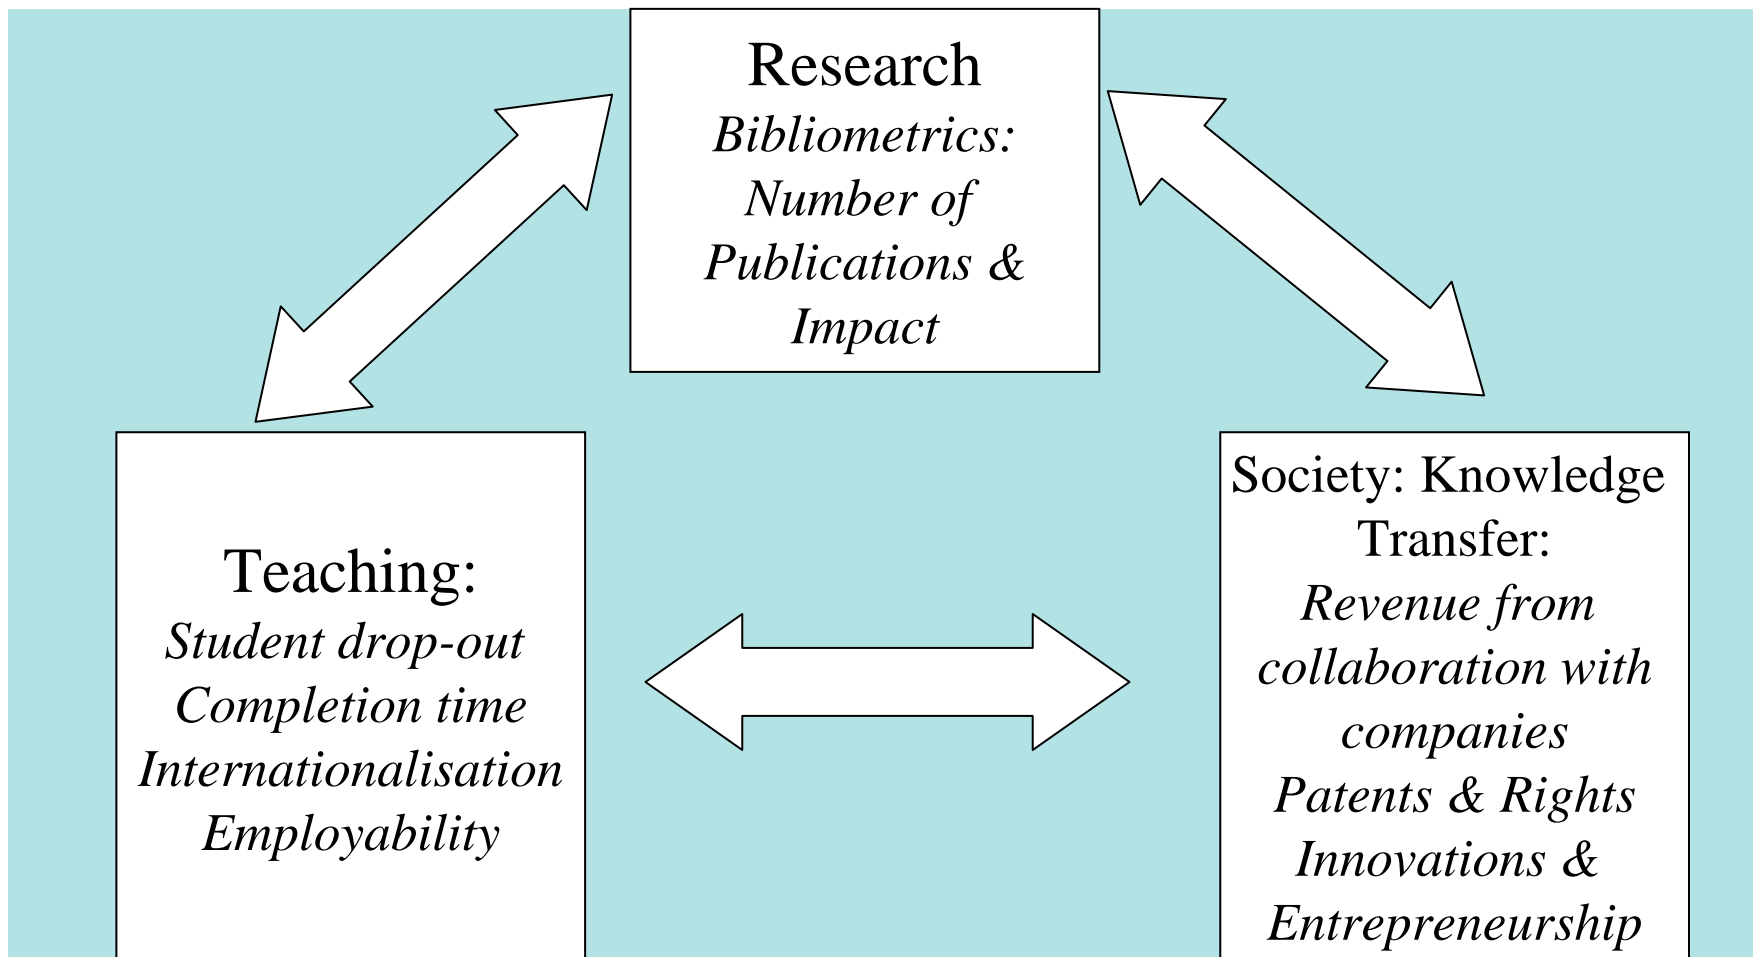 Research
Bibliometrics:
Number of
Publications &
Impact
Teaching:
Student drop-out
Completion time
Internationalisation
Employability
Society: Knowledge
Transfer:
Revenue from
collaboration with
companies
Patents & Rights
Innovations &
Entrepreneurship